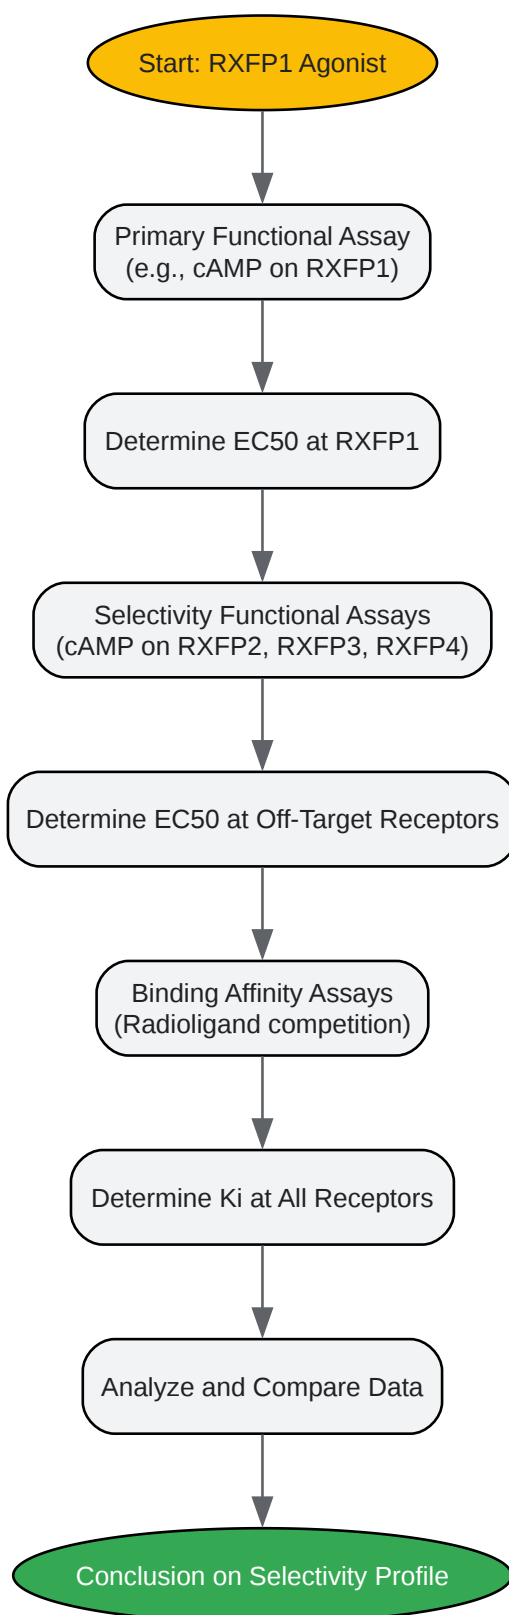 Start: RXFP1 Agonist
Primary Functional Assay
(e.g., cAMP on RXFP1)
Determine EC50 at RXFP1
Selectivity Functional Assays
(cAMP on RXFP2, RXFP3, RXFP4)
Determine EC50 at Off-Target Receptors
Binding Affinity Assays
(Radioligand competition)
Determine Ki at All Receptors
Analyze and Compare Data
Conclusion on Selectivity Profile